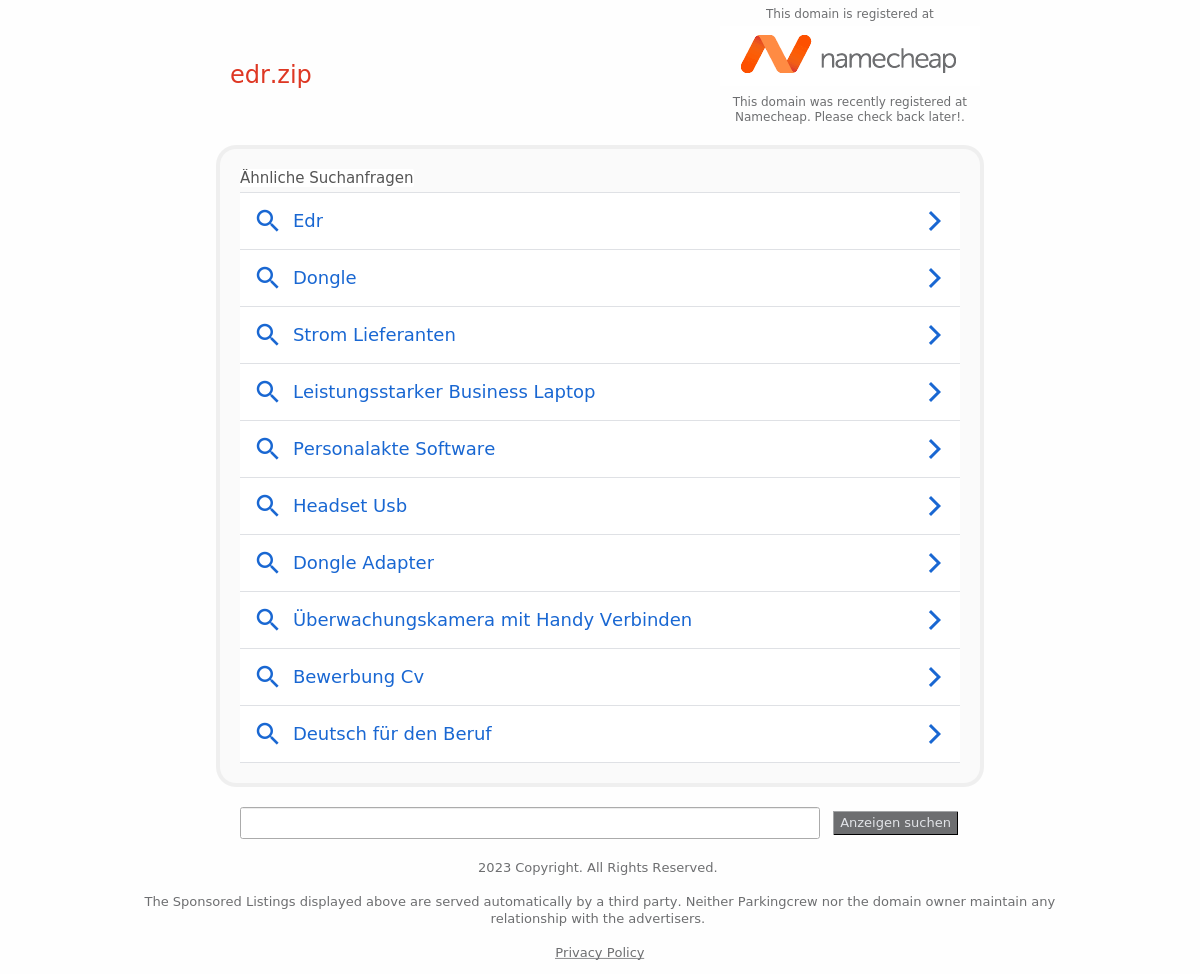 This domain is registered at
namecheap
edr.zip
This domain was recently registered at
Namecheap. Please check back later!.
Ähnliche Suchanfragen
Edr
Dongle
Strom Lieferanten
Leistungsstarker Business Laptop
Personalakte Software
Headset Usb
Dongle Adapter
Überwachungskamera mit Handy Verbinden
Bewerbung Cv
Deutsch für den Beruf
Anzeigen suchen
2023 Copyright. All Rights Reserved.
The Sponsored Listings displayed above are served automatically by a third party. Neither Parkingcrew nor the domain owner maintain any
relationship with the advertisers.
Privacy Policy